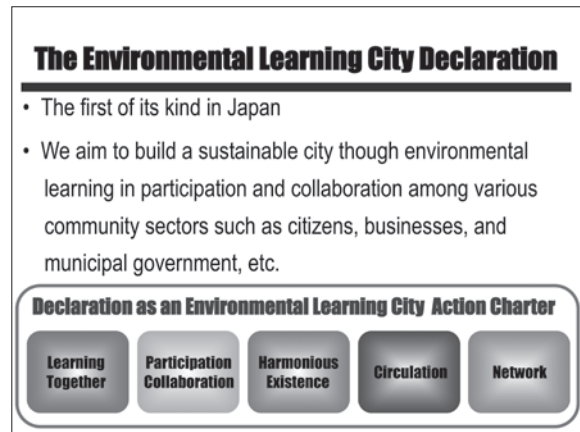 The Environmental Learning City Declaration
• The first of its kind in Japan
• We aim to build a sustainable city though environmental
learning in participation and collaboration among various
community sectors such as citizens, businesses, and
municipal government, etc.
Declaration as an Environmental Learning City Action Charter
Learning
Together
Participation
Collaboration
Harmonious
Existence
Circulation
Network